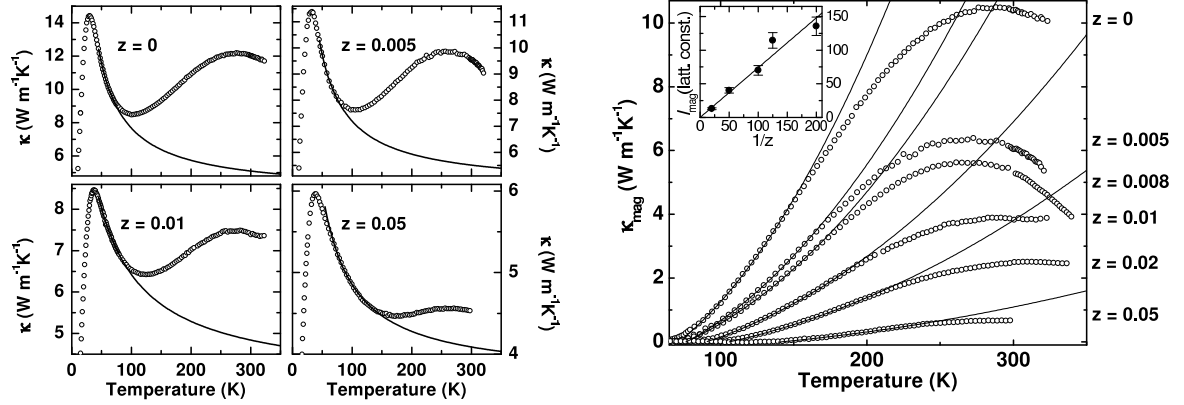 14
12
10
8
6
κ (W m⁻¹K⁻¹)
z = 0
z = 0.005
11
10
9
8
7
6
κ (W m⁻¹K⁻¹)
8
7
6
5
κ (W m⁻¹K⁻¹)
z = 0.01
z = 0.05
6
5
4
κ (W m⁻¹K⁻¹)
0 100 200 300
Temperature (K)
0 100 200 300
Temperature (K)
10
8
6
4
2
0
κmag (W m⁻¹K⁻¹)
lmag(latt. const.)
150
100
50
0
0 50 100 150 200
1/z
z = 0
z = 0.005
z = 0.008
z = 0.01
z = 0.02
z = 0.05
100 200 300
Temperature (K)